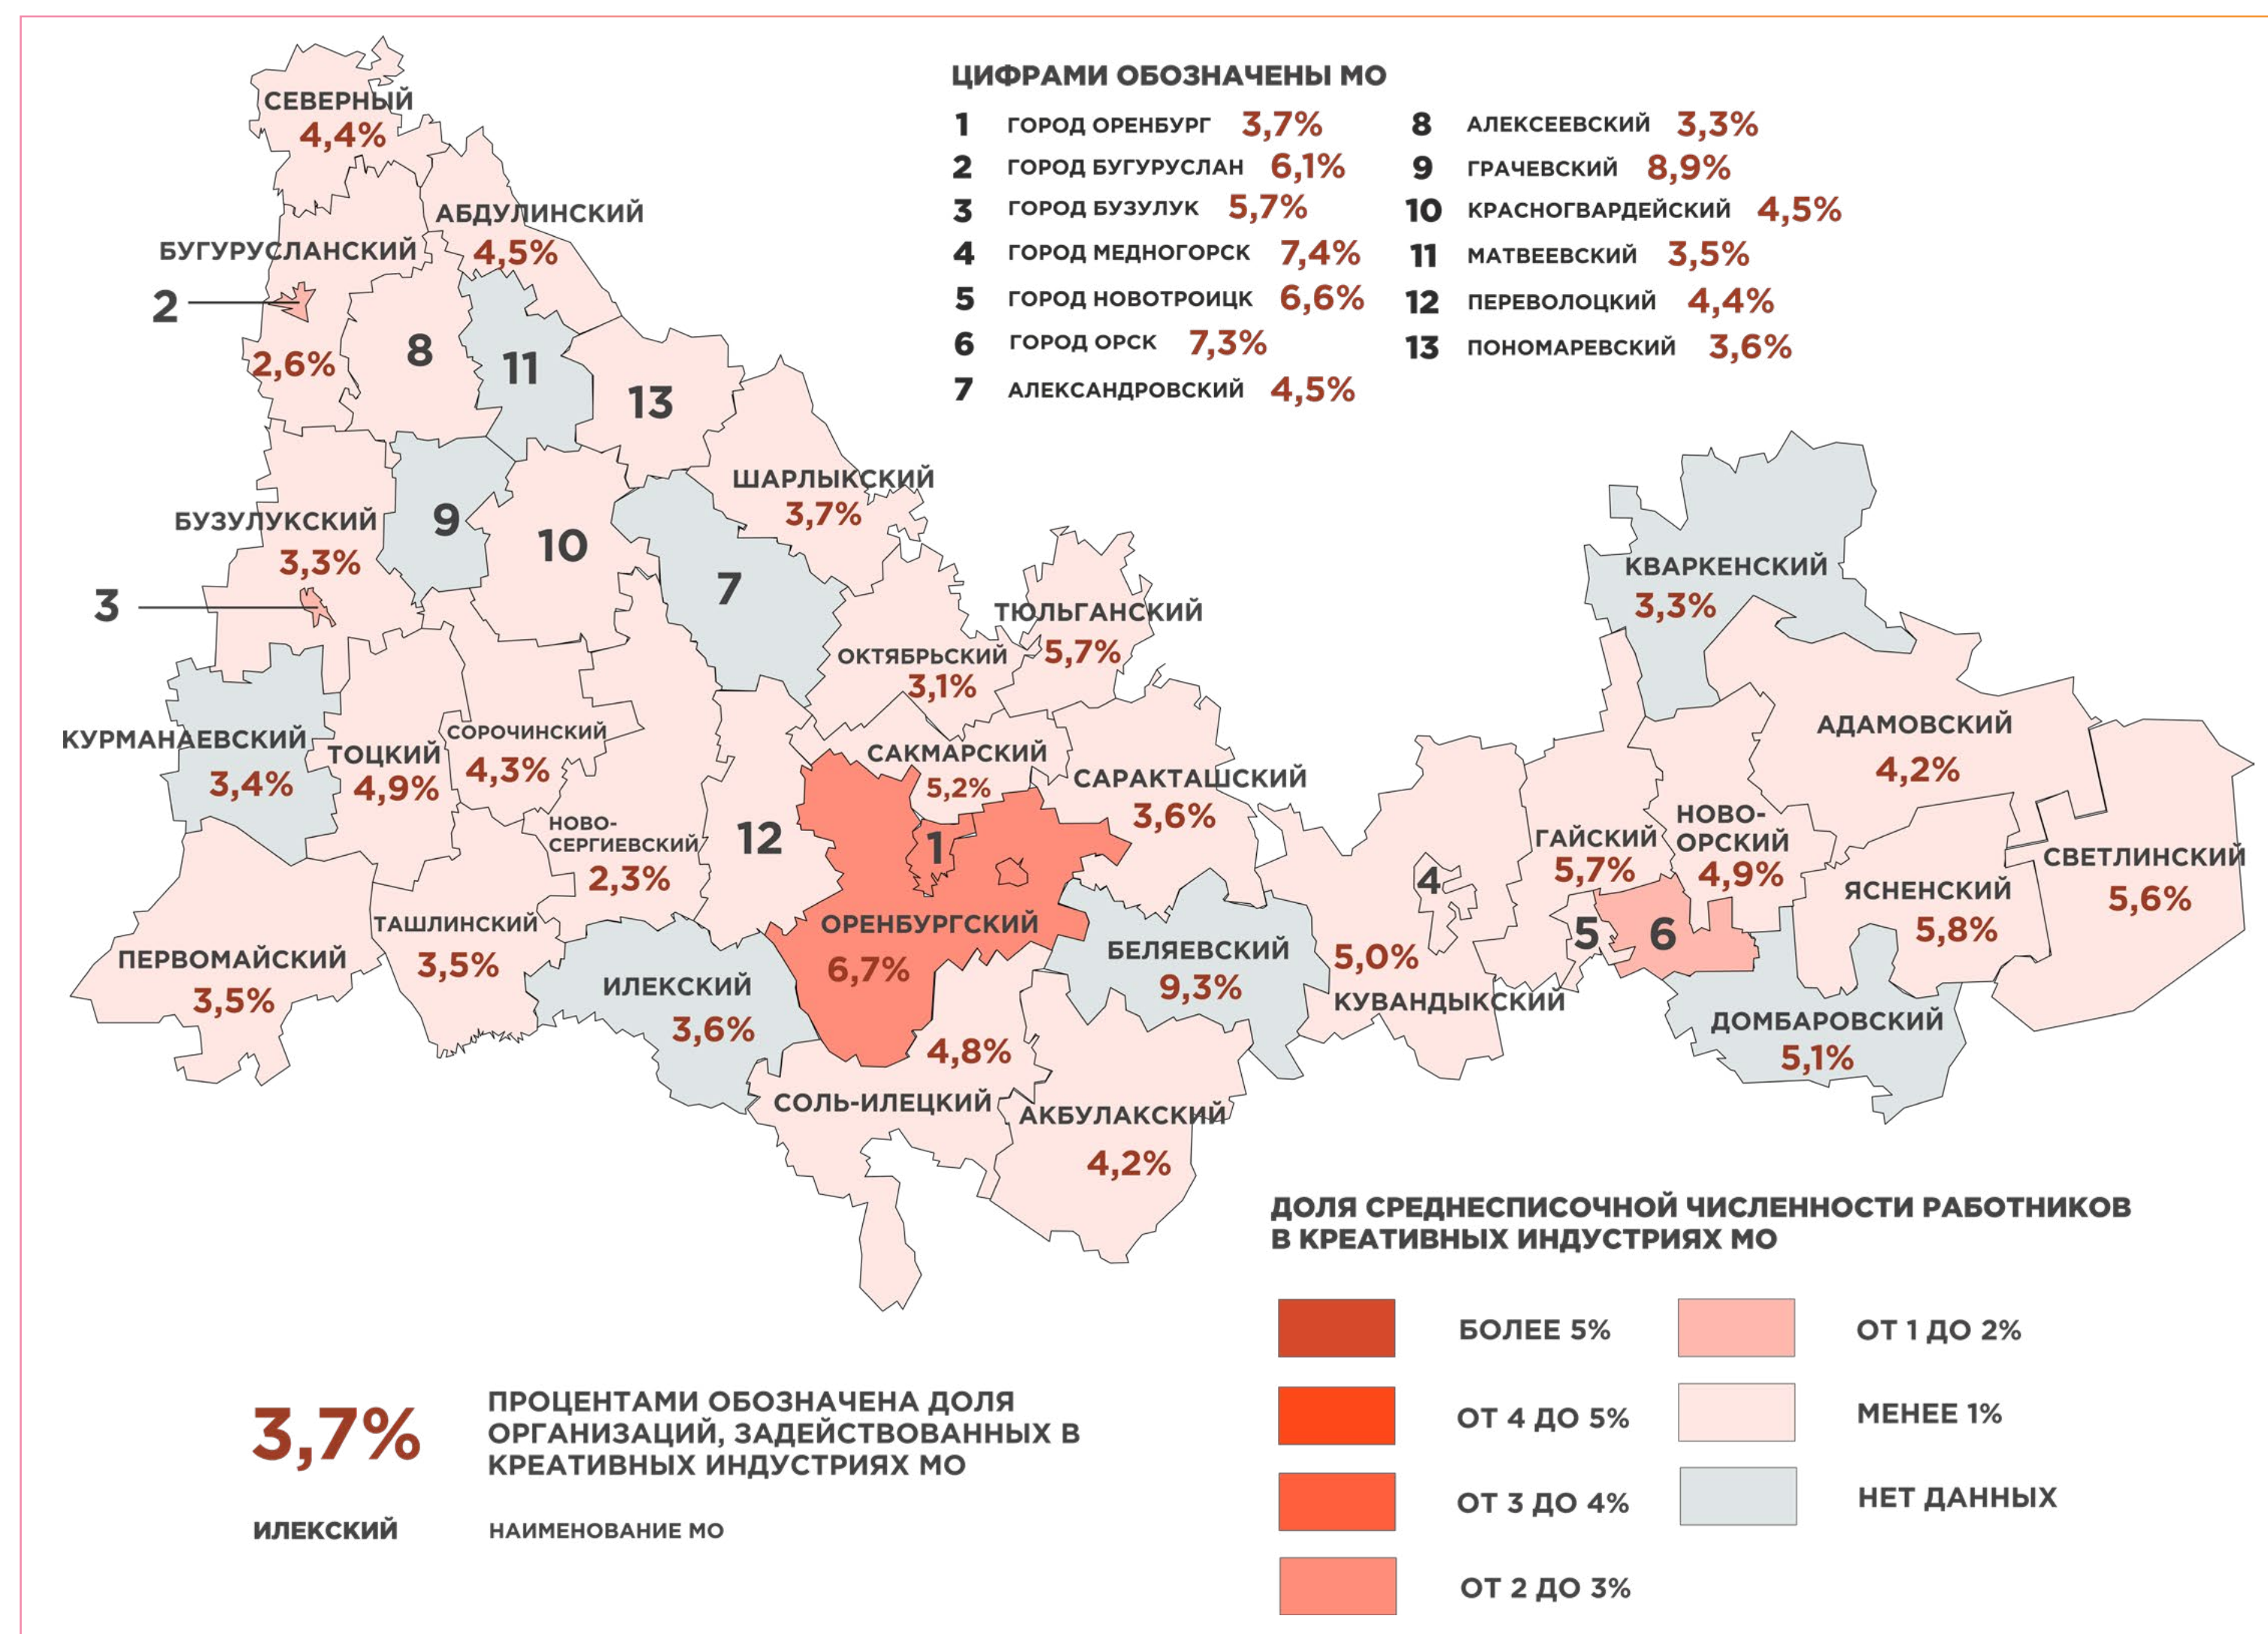 ЦИФРАМИ ОБОЗНАЧЕНЫ МО
1 ГОРОД ОРЕНБУРГ 3,7%
2 ГОРОД БУГУРУСЛАН 6,1%
3 ГОРОД БУЗУЛУК 5,7%
4 ГОРОД МЕДНОГОРСК 7,4%
5 ГОРОД НОВОТРОИЦК 6,6%
6 ГОРОД ОРСК 7,3%
7 АЛЕКСАНДРОВСКИЙ 4,5%
8 АЛЕКСЕЕВСКИЙ 3,3%
9 ГРАЧЕВСКИЙ 8,9%
10 КРАСНОГВАРДЕЙСКИЙ 4,5%
11 МАТВЕЕВСКИЙ 3,5%
12 ПЕРЕВОЛОЦКИЙ 4,4%
13 ПОНОМАРЕВСКИЙ 3,6%
СЕВЕРНЫЙ
4,4%
АБДУЛИНСКИЙ
4,5%
БУГУРУСЛАНСКИЙ
2
2,6%
8
11
13
ШАРЛЫКСКИЙ
3,7%
БУЗУЛУКСКИЙ
3,3%
3
9
10
7
КВАРКЕНСКИЙ
3,3%
ТЮЛЬГАНСКИЙ
5,7%
ОКТЯБРЬСКИЙ
3,1%
КУРМАНАЕВСКИЙ
3,4%
ТОЦКИЙ
4,9%
СОРОЧИНСКИЙ
4,3%
САКМАРСКИЙ
5,2%
САРАКТАШСКИЙ
3,6%
АДАМОВСКИЙ
4,2%
НОВО-
СЕРГИЕВСКИЙ
2,3%
12
1
4
ГАЙСКИЙ
5,7%
НОВО-
ОРСКИЙ
4,9%
СВЕТЛИНСКИЙ
5,6%
ЯСНЕНСКИЙ
5,8%
ТАШЛИНСКИЙ
3,5%
ОРЕНБУРГСКИЙ
6,7%
5
6
ПЕРВОМАЙСКИЙ
3,5%
БЕЛЯЕВСКИЙ
9,3%
5,0%
КУВАНДЫКСКИЙ
ИЛЕКСКИЙ
3,6%
ДОМБАРОВСКИЙ
5,1%
4,8%
СОЛЬ-ИЛЕЦКИЙ
АКБУЛАКСКИЙ
4,2%
ДОЛЯ СРЕДНЕСПИСОЧНОЙ ЧИСЛЕННОСТИ РАБОТНИКОВ
В КРЕАТИВНЫХ ИНДУСТРИЯХ МО
БОЛЕЕ 5%
ОТ 4 ДО 5%
ОТ 3 ДО 4%
ОТ 2 ДО 3%
ОТ 1 ДО 2%
МЕНЕЕ 1%
НЕТ ДАННЫХ
3,7%
ПРОЦЕНТАМИ ОБОЗНАЧЕНА ДОЛЯ
ОРГАНИЗАЦИЙ, ЗАДЕЙСТВОВАННЫХ В
КРЕАТИВНЫХ ИНДУСТРИЯХ МО
ИЛЕКСКИЙ
НАИМЕНОВАНИЕ МО